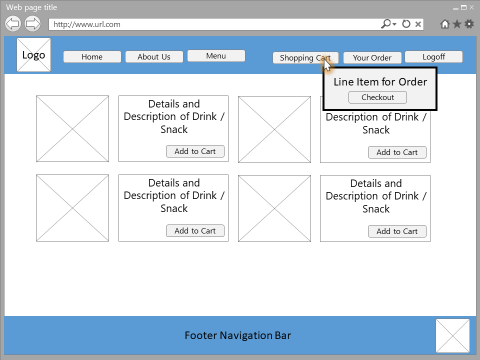 Web page title
http://www.url.com
Logo
Home
About Us
Menu
Shopping Cart
Your Order
Logoff
Line Item for Order
Checkout
Details and
Description of Drink /
Snack
Add to Cart
Description of Drink /
Snack
Add to Cart
Details and
Description of Drink /
Snack
Add to Cart
Details and
Description of Drink /
Snack
Add to Cart
Footer Navigation Bar